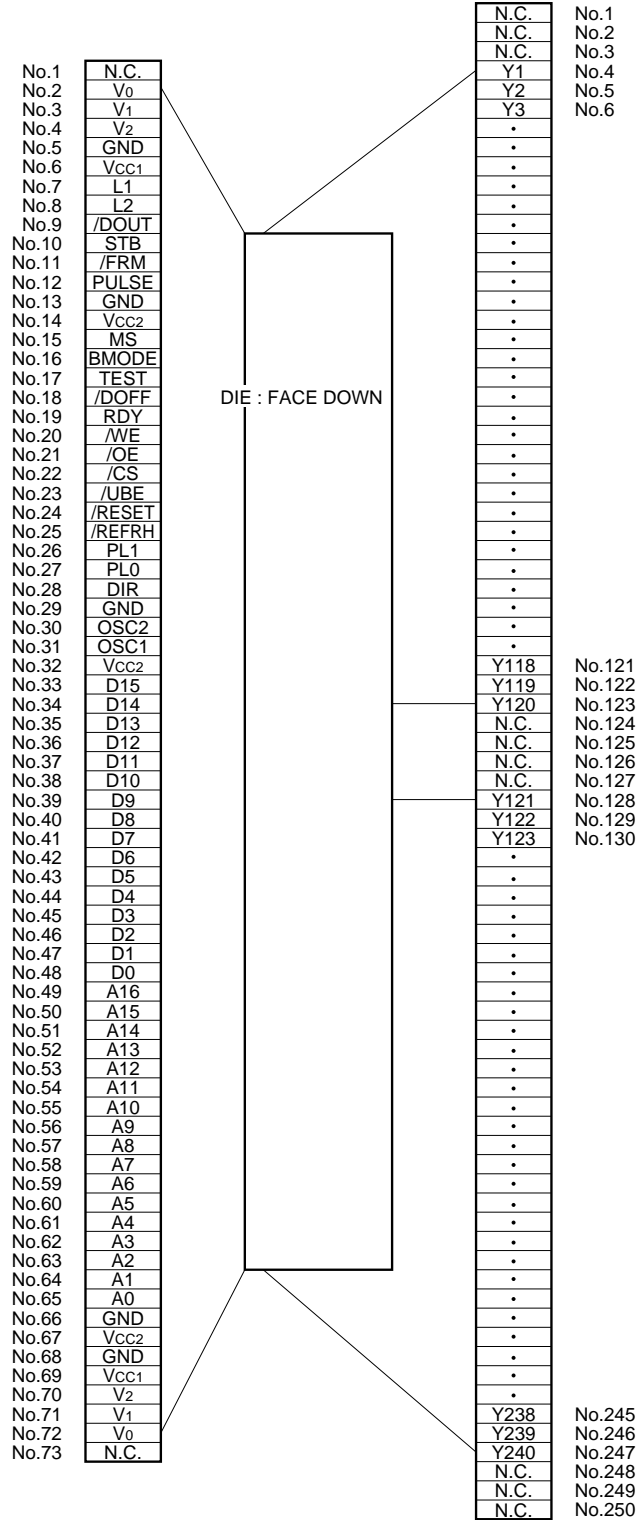 No.1 N.C.
No.2 V0
No.3 V1
No.4 V2
No.5 GND
No.6 VCC1
No.7 L1
No.8 L2
No.9 /DOUT
No.10 STB
No.11 /FRM
No.12 PULSE
No.13 GND
No.14 VCC2
No.15 MS
No.16 BMODE
No.17 TEST
No.18 /DOFF
No.19 RDY
No.20 /WE
No.21 /OE
No.22 /CS
No.23 /UBE
No.24 /RESET
No.25 /REFRH
No.26 PL1
No.27 PL0
No.28 DIR
No.29 GND
No.30 OSC2
No.31 OSC1
No.32 VCC2
No.33 D15
No.34 D14
No.35 D13
No.36 D12
No.37 D11
No.38 D10
No.39 D9
No.40 D8
No.41 D7
No.42 D6
No.43 D5
No.44 D4
No.45 D3
No.46 D2
No.47 D1
No.48 D0
No.49 A16
No.50 A15
No.51 A14
No.52 A13
No.53 A12
No.54 A11
No.55 A10
No.56 A9
No.57 A8
No.58 A7
No.59 A6
No.60 A5
No.61 A4
No.62 A3
No.63 A2
No.64 A1
No.65 A0
No.66 GND
No.67 VCC2
No.68 GND
No.69 VCC1
No.70 V2
No.71 V1
No.72 V0
No.73 N.C.
DIE : FACE DOWN
N.C. No.1
N.C. No.2
N.C. No.3
Y1 No.4
Y2 No.5
Y3 No.6
Y118 No.121
Y119 No.122
Y120 No.123
N.C. No.124
N.C. No.125
N.C. No.126
N.C. No.127
Y121 No.128
Y122 No.129
Y123 No.130
Y238 No.245
Y239 No.246
Y240 No.247
N.C. No.248
N.C. No.249
N.C. No.250